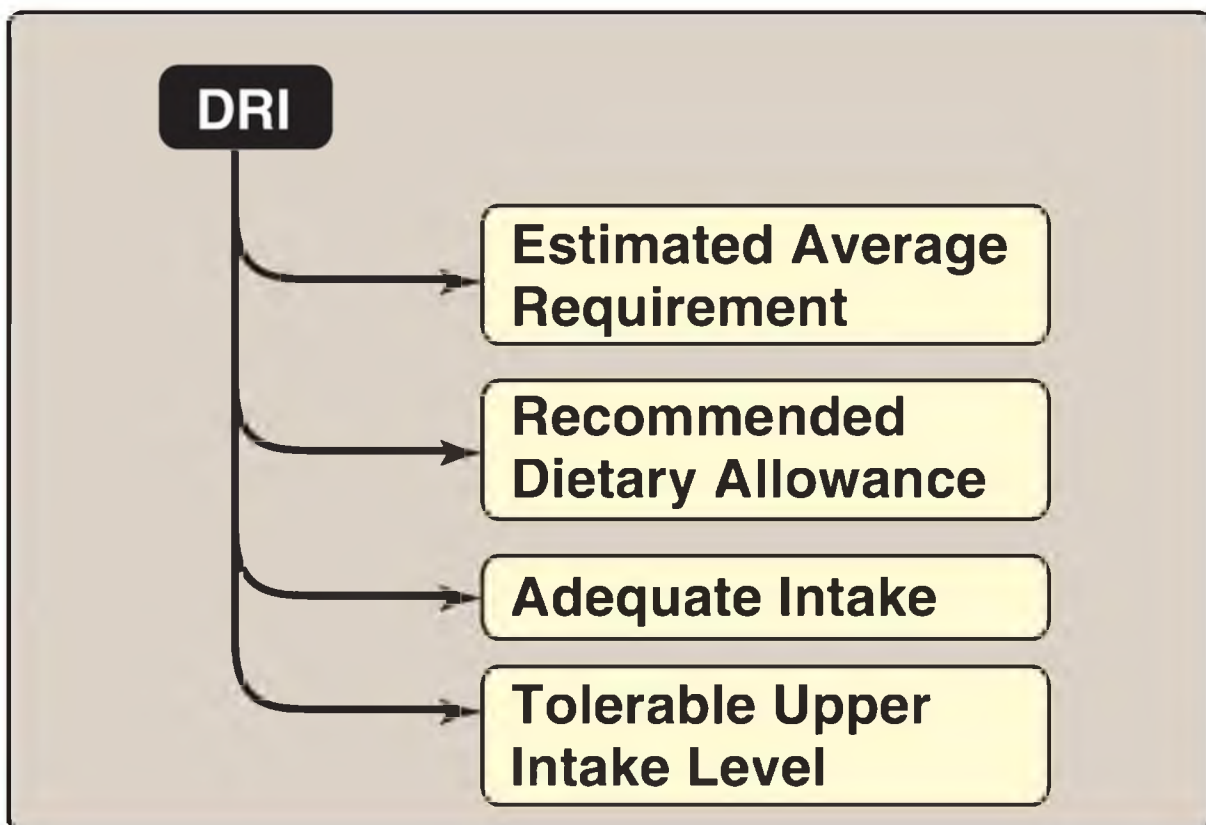 DRI
Estimated Average
Requirement
Recommended
Dietary Allowance
Adequate Intake
Tolerable Upper
Intake Level